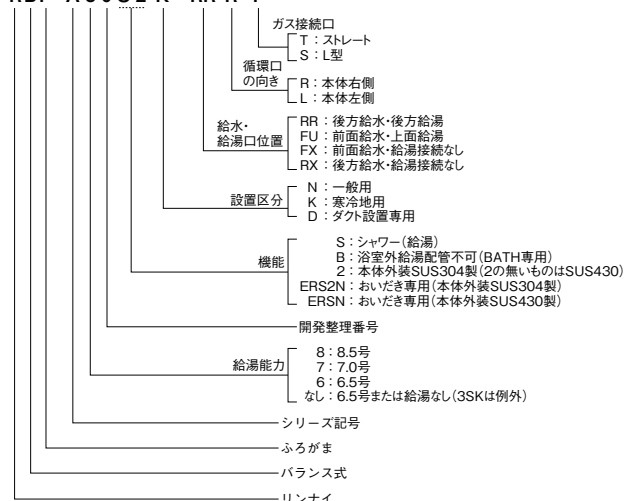 ガス接続口
T：ストレート
S：L型
循環口
の向き
R：本体右側
L：本体左側
給水・
給湯口位置
RR：後方給水・後方給湯
FU：前面給水・上面給湯
FX：前面給水・給湯接続なし
RX：後方給水・給湯接続なし
設置区分
N：一般用
K：寒冷地用
D：ダクト設置専用
機能
S：シャワー（給湯）
B：浴室外給湯配管不可（BATH専用）
2：本体外装SUS304製（2の無いものはSUS430）
ERS2N：おいだき専用（本体外装SUS304製）
ERSN：おいだき専用（本体外装SUS430製）
開発整理番号
給湯能力
8：8.5号
7：7.0号
6：6.5号
なし：6.5号または給湯なし（3SKは例外）
シリーズ記号
ふろがま
バランス式
リンナイ